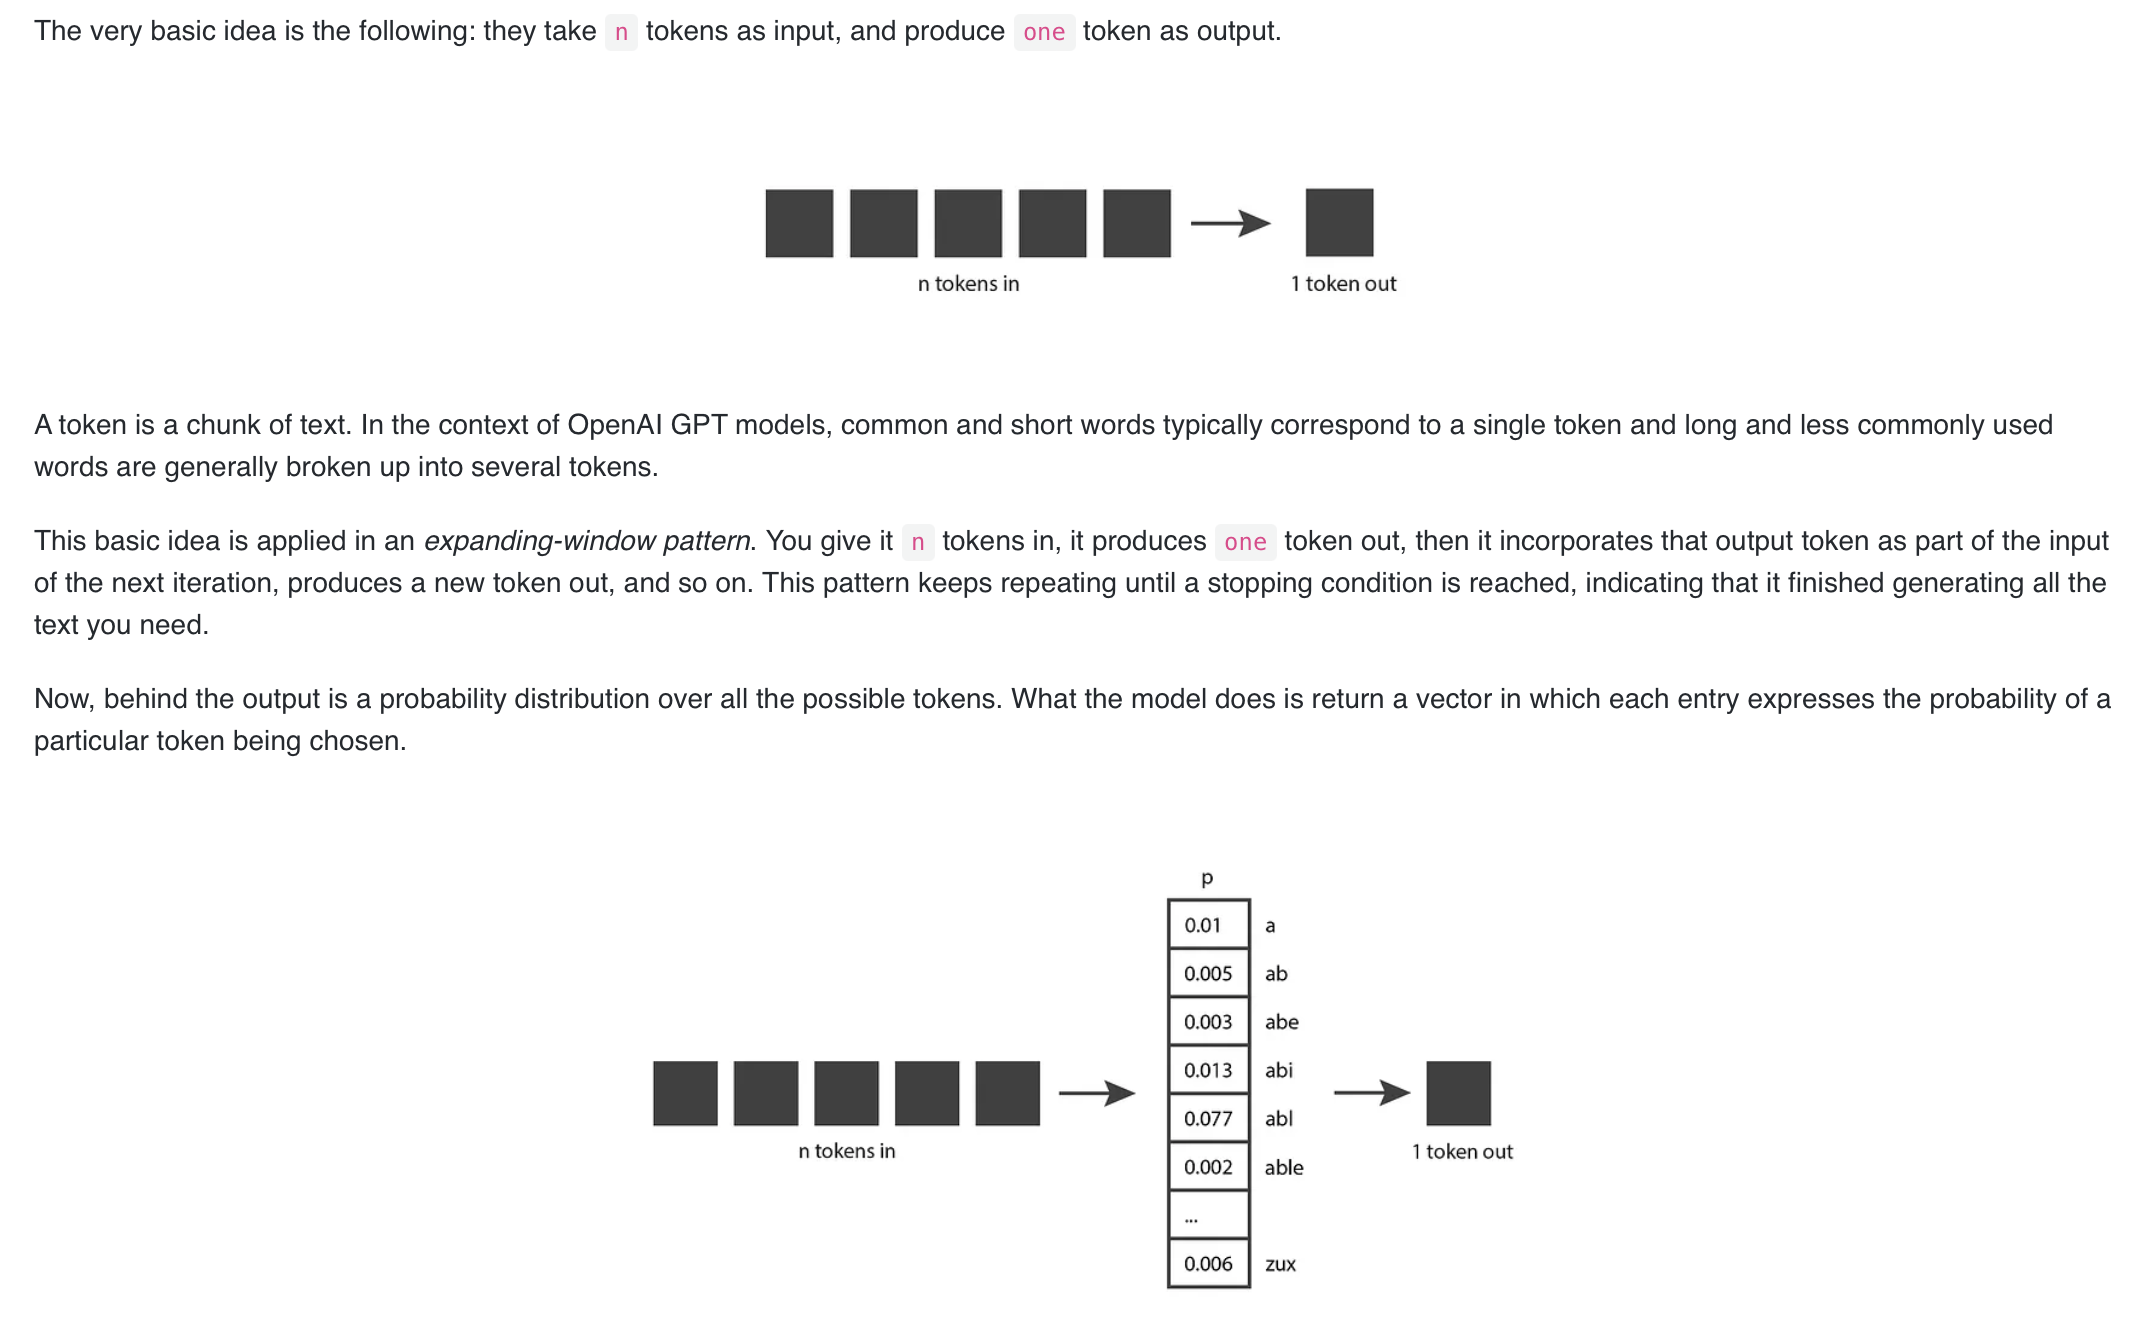 The very basic idea is the following: they take n tokens as input, and produce one token as output.
n tokens in
1 token out
A token is a chunk of text. In the context of OpenAI GPT models, common and short words typically correspond to a single token and long and less commonly used
words are generally broken up into several tokens.
This basic idea is applied in an expanding-window pattern. You give it n tokens in, it produces one token out, then it incorporates that output token as part of the input
of the next iteration, produces a new token out, and so on. This pattern keeps repeating until a stopping condition is reached, indicating that it finished generating all the
text you need.
Now, behind the output is a probability distribution over all the possible tokens. What the model does is return a vector in which each entry expresses the probability of a
particular token being chosen.
p
0.01 a
0.005 ab
0.003 abe
0.013 abi
0.077 abl
0.002 able
...
0.006 zux
n tokens in
1 token out